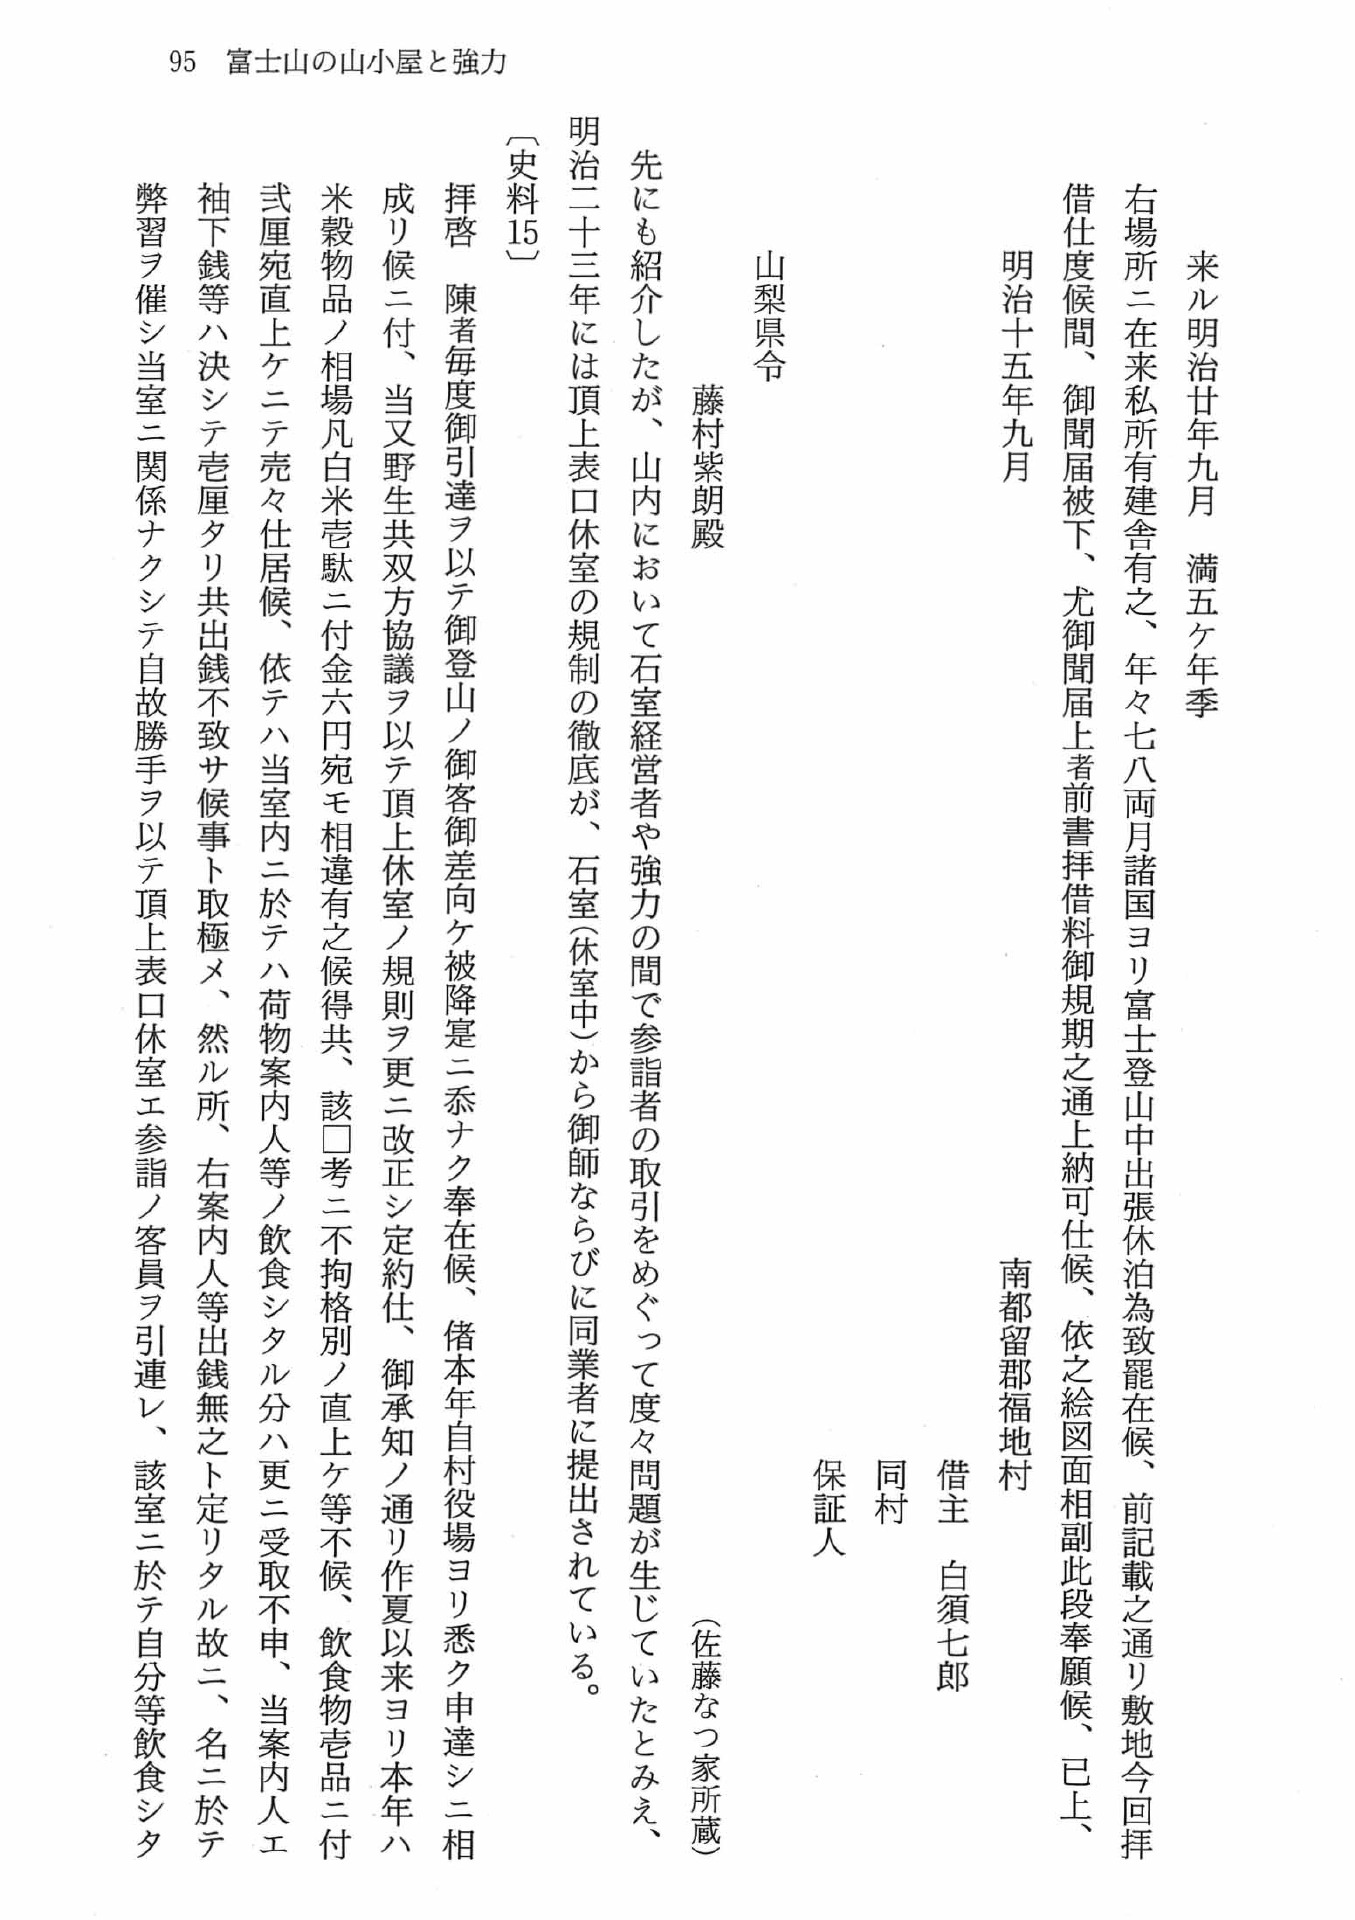 95　富士山の山小屋と強力
来ル明治廿年九月　満五ケ年季
右場所ニ在来私所有建舎有之、年々七八両月諸国ヨリ富士登山中出張休泊為致罷在候、前記載之通リ敷地今回拝
借仕度候間、御聞届被下、尤御聞届上者前書拝借料御規期之通上納可仕候、依之絵図面相副此段奉願候、已上、
明治十五年九月
南都留郡福地村
借主　白須七郎
同村
保証人
山梨県令
藤村紫朗殿
（佐藤なつ家所蔵）
先にも紹介したが、山内において石室経営者や強力の間で参詣者の取引をめぐって度々問題が生じていたとみえ、
明治二十三年には頂上表口休室の規制の徹底が、石室（休室中）から御師ならびに同業者に提出されている。
〔史料15〕
拝啓　陳者毎度御引達ヲ以テ御登山ノ御客御差向ケ被降寔ニ忝ナク奉在候、偖本年自村役場ヨリ悉ク申達シニ相
成リ候ニ付、当又野生共双方協議ヲ以テ頂上休室ノ規則ヲ更ニ改正シ定約仕、御承知ノ通リ作夏以来ヨリ本年ハ
米穀物品ノ相場凡白米壱駄ニ付金六円宛モ相違有之候得共、該□考ニ不拘格別ノ直上ケ等不候、飲食物壱品ニ付
弐厘宛直上ケニテ売々仕居候、依テハ当室内ニ於テハ荷物案内人等ノ飲食シタル分ハ更ニ受取不申、当案内人エ
袖下銭等ハ決シテ壱厘タリ共出銭不致サ候事ト取極メ、然ル所、右案内人等出銭無之ト定リタル故ニ、名ニ於テ
弊習ヲ催シ当室ニ関係ナクシテ自故勝手ヲ以テ頂上表口休室エ参詣ノ客員ヲ引連レ、該室ニ於テ自分等飲食シタ